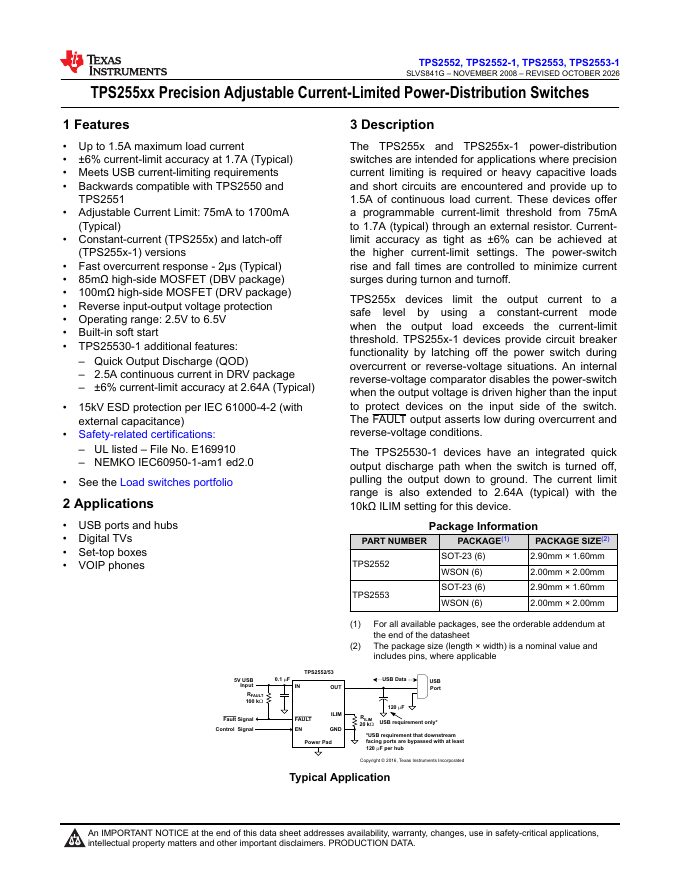 TEXAS
INSTRUMENTS
TPS2552, TPS2552-1, TPS2553, TPS2553-1
SLVS841G – NOVEMBER 2008 – REVISED OCTOBER 2026
TPS255xx Precision Adjustable Current-Limited Power-Distribution Switches
1 Features
• Up to 1.5A maximum load current
• ±6% current-limit accuracy at 1.7A (Typical)
• Meets USB current-limiting requirements
• Backwards compatible with TPS2550 and
TPS2551
• Adjustable Current Limit: 75mA to 1700mA
(Typical)
• Constant-current (TPS255x) and latch-off
(TPS255x-1) versions
• Fast overcurrent response - 2μs (Typical)
• 85mΩ high-side MOSFET (DBV package)
• 100mΩ high-side MOSFET (DRV package)
• Reverse input-output voltage protection
• Operating range: 2.5V to 6.5V
• Built-in soft start
• TPS25530-1 additional features:
– Quick Output Discharge (QOD)
– 2.5A continuous current in DRV package
– ±6% current-limit accuracy at 2.64A (Typical)
• 15kV ESD protection per IEC 61000-4-2 (with
external capacitance)
• Safety-related certifications:
– UL listed – File No. E169910
– NEMKO IEC60950-1-am1 ed2.0
• See the Load switches portfolio
2 Applications
• USB ports and hubs
• Digital TVs
• Set-top boxes
• VOIP phones
3 Description
The TPS255x and TPS255x-1 power-distribution
switches are intended for applications where precision
current limiting is required or heavy capacitive loads
and short circuits are encountered and provide up to
1.5A of continuous load current. These devices offer
a programmable current-limit threshold from 75mA
to 1.7A (typical) through an external resistor. Current-
limit accuracy as tight as ±6% can be achieved at
the higher current-limit settings. The power-switch
rise and fall times are controlled to minimize current
surges during turnon and turnoff.
TPS255x devices limit the output current to a
safe level by using a constant-current mode
when the output load exceeds the current-limit
threshold. TPS255x-1 devices provide circuit breaker
functionality by latching off the power switch during
overcurrent or reverse-voltage situations. An internal
reverse-voltage comparator disables the power-switch
when the output voltage is driven higher than the input
to protect devices on the input side of the switch.
The FAULT output asserts low during overcurrent and
reverse-voltage conditions.
The TPS25530-1 devices have an integrated quick
output discharge path when the switch is turned off,
pulling the output down to ground. The current limit
range is also extended to 2.64A (typical) with the
10kΩ ILIM setting for this device.
Package Information
PART NUMBER PACKAGE(1) PACKAGE SIZE(2)
TPS2552 SOT-23 (6) 2.90mm × 1.60mm
WSON (6) 2.00mm × 2.00mm
TPS2553 SOT-23 (6) 2.90mm × 1.60mm
WSON (6) 2.00mm × 2.00mm
(1) For all available packages, see the orderable addendum at
the end of the datasheet
(2) The package size (length × width) is a nominal value and
includes pins, where applicable
TPS2552/53
5V USB
Input
0.1 μF
IN
OUT
USB Data
USB
Port
RFAULT
100 kΩ
120 μF
ILIM
RILIM
20 kΩ
USB requirement only*
Fault Signal
FAULT
Control Signal
EN
GND
Power Pad
*USB requirement that downstream
facing ports are bypassed with at least
120 μF per hub
Copyright © 2016, Texas Instruments Incorporated
Typical Application
An IMPORTANT NOTICE at the end of this data sheet addresses availability, warranty, changes, use in safety-critical applications,
intellectual property matters and other important disclaimers. PRODUCTION DATA.